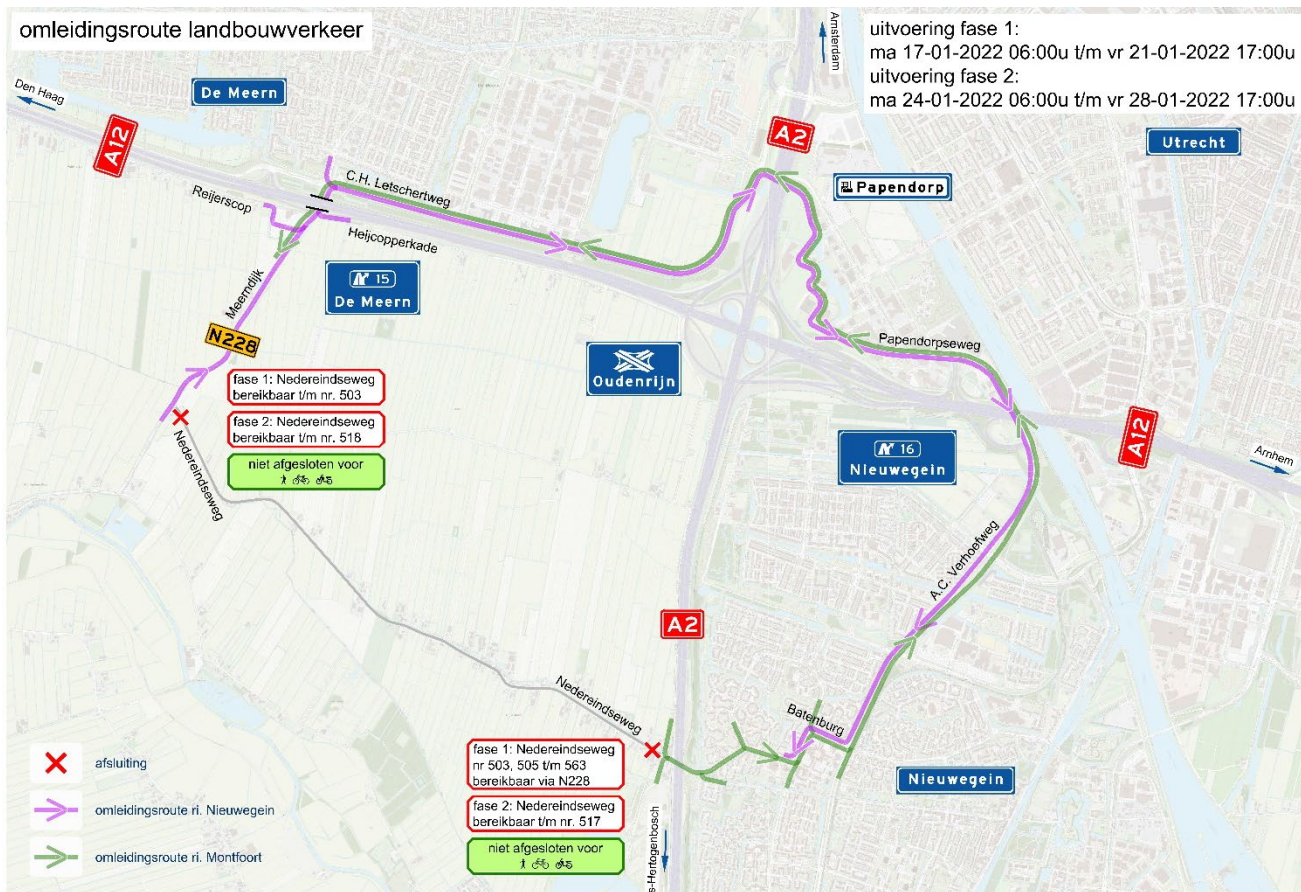 omleidingsroute landbouwverkeer
uitvoering fase 1:
ma 17-01-2022 06:00u t/m vr 21-01-2022 17:00u
uitvoering fase 2:
ma 24-01-2022 06:00u t/m vr 28-01-2022 17:00u
Amsterdam
Den Haag
De Meern
A12
A2
Utrecht
Papendorp
C.H. Letschertweg
Reijerscop
Heijcopperkade
15
De Meern
Meerndijk
N228
Papendorpseweg
Oudenrijn
fase 1: Nedereindseweg
bereikbaar t/m nr. 503
fase 2: Nedereindseweg
bereikbaar t/m nr. 518
niet afgesloten voor
Nedereindseweg
16
Nieuwegein
A12
Arnhem
A.C. Verhoefweg
A2
Nedereindseweg
Batenburg
fase 1: Nedereindseweg
nr 503, 505 t/m 563
bereikbaar via N228
fase 2: Nedereindseweg
bereikbaar t/m nr. 517
niet afgesloten voor
Nieuwegein
s-Hertogenbosch
afsluiting
omleidingsroute ri. Nieuwegein
omleidingsroute ri. Montfoort